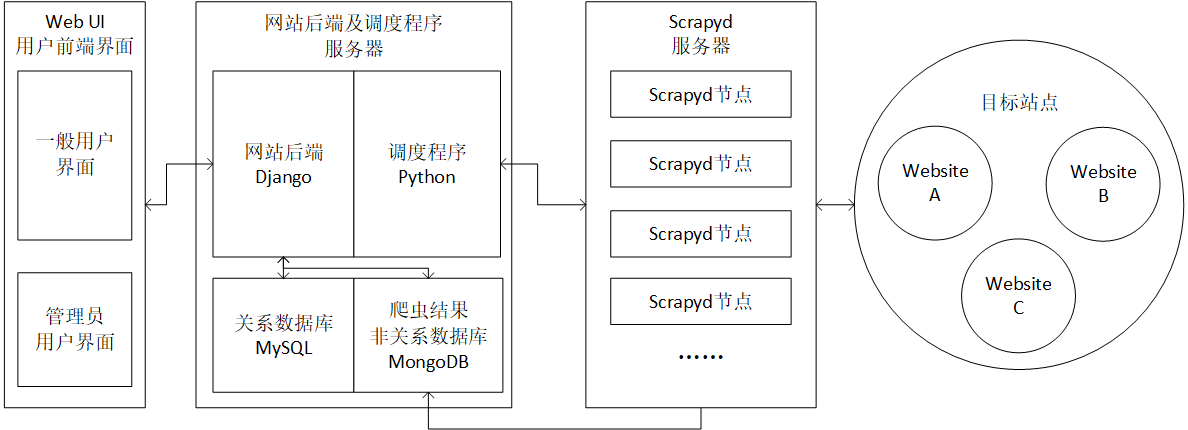 Web UI
用户前端界面
一般用户
界面
管理员
用户界面
网站后端及调度程序
服务器
网站后端
Django
调度程序
Python
关系数据库
MySQL
爬虫结果
非关系数据库
MongoDB
Scrapyd
服务器
Scrapyd节点
Scrapyd节点
Scrapyd节点
Scrapyd节点
……
目标站点
Website
A
Website
B
Website
C